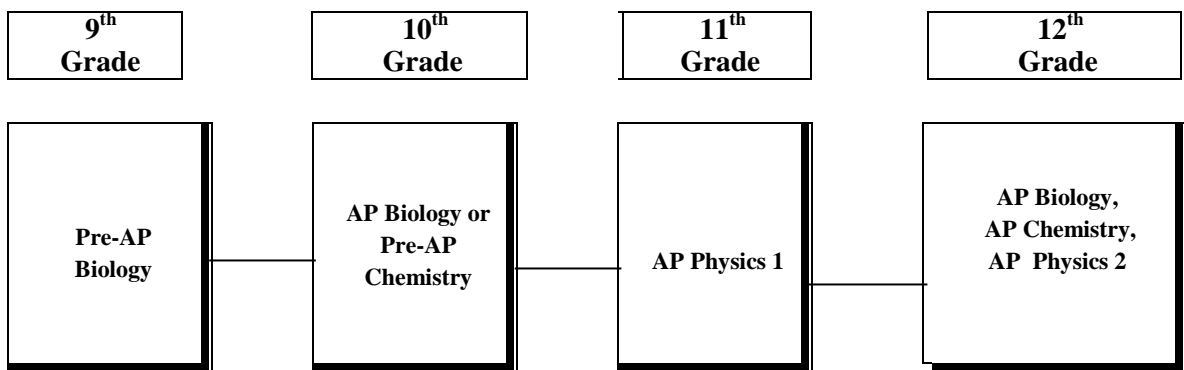 9th
Grade
10th
Grade
11th
Grade
12th
Grade
Pre-AP
Biology
AP Biology or
Pre-AP
Chemistry
AP Physics 1
AP Biology,
AP Chemistry,
AP Physics 2